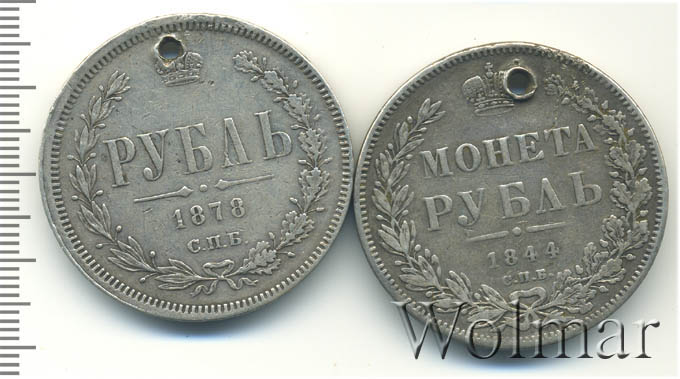 РУБЛЬ
1878
С.П.Б.
МОНЕТА
РУБЛЬ
1844
С.П.Б.
Wolmar